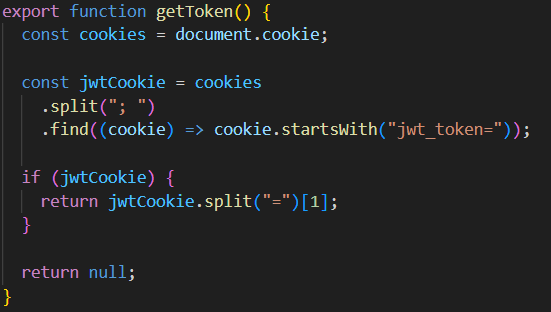 export function getToken() {
const cookies = document.cookie;
const jwtCookie = cookies
.split("; ")
.find((cookie) => cookie.startsWith("jwt_token="));
if (jwtCookie) {
return jwtCookie.split("=")[1];
}
return null;
}